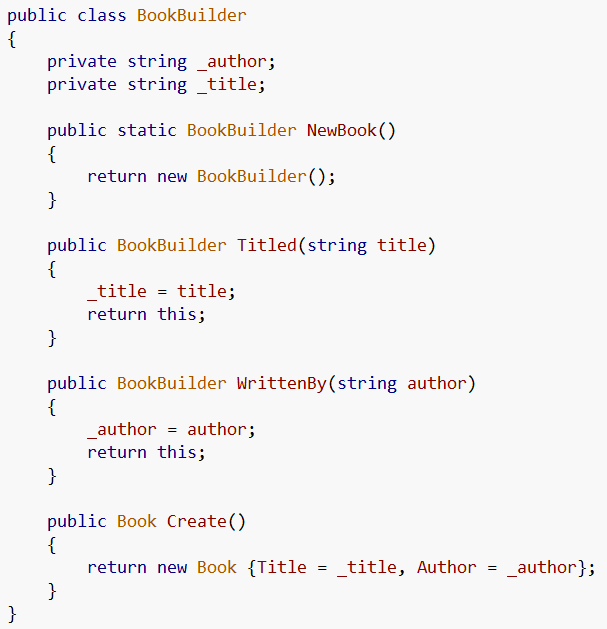 public class BookBuilder
{
    private string _author;
    private string _title;

    public static BookBuilder NewBook()
    {
        return new BookBuilder();
    }

    public BookBuilder Titled(string title)
    {
        _title = title;
        return this;
    }

    public BookBuilder WrittenBy(string author)
    {
        _author = author;
        return this;
    }

    public Book Create()
    {
        return new Book {Title = _title, Author = _author};
    }
}